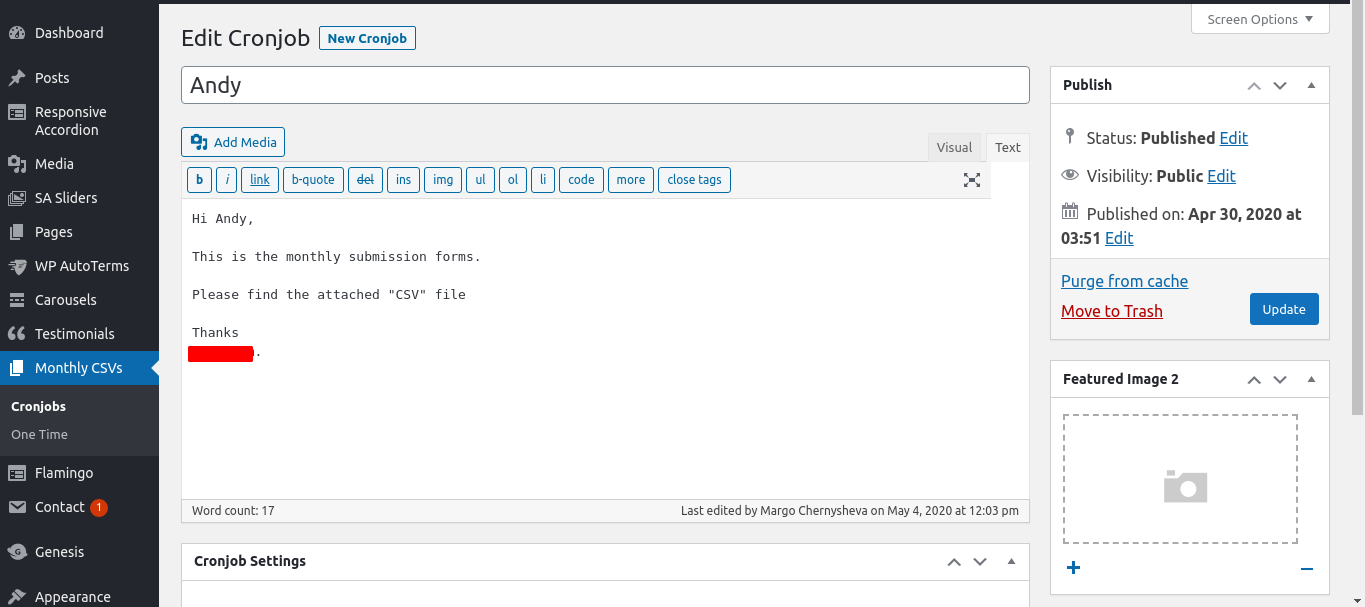 Dashboard
Posts
Responsive
Accordion
Media
SA Sliders
Pages
WP AutoTerms
Carousels
Testimonials
Monthly CSVs
Cronjobs
One Time
Flamingo
Contact 1
Genesis
Appearance
Screen Options
Edit Cronjob New Cronjob
Andy
Add Media
Visual Text
b i link b-quote del ins img ul ol li code more close tags
Hi Andy,
This is the monthly submission forms.
Please find the attached "CSV" file
Thanks
.
Word count: 17 Last edited by Margo Chernysheva on May 4, 2020 at 12:03 pm
Cronjob Settings
Publish
Status: Published Edit
Visibility: Public Edit
Published on: Apr 30, 2020 at
03:51 Edit
Purge from cache
Move to Trash Update
Featured Image 2